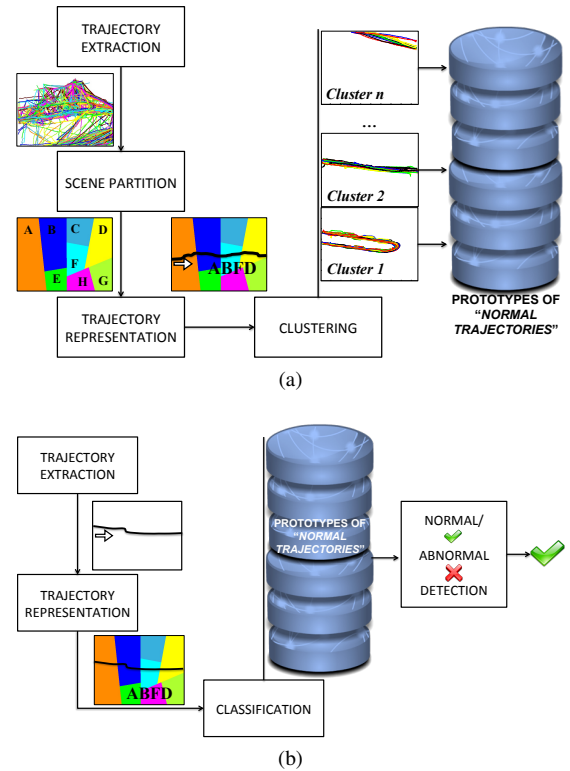 TRAJECTORY
EXTRACTION
SCENE PARTITION
A B C D
F
E H G
ABFD
TRAJECTORY
REPRESENTATION
CLUSTERING
Cluster n
...
Cluster 2
Cluster 1
PROTOTYPES OF
“NORMAL
TRAJECTORIES”
(a)
TRAJECTORY
EXTRACTION
TRAJECTORY
REPRESENTATION
ABFD
CLASSIFICATION
PROTOTYPES OF
“NORMAL
TRAJECTORIES”
NORMAL/
ABNORMAL
DETECTION
(b)